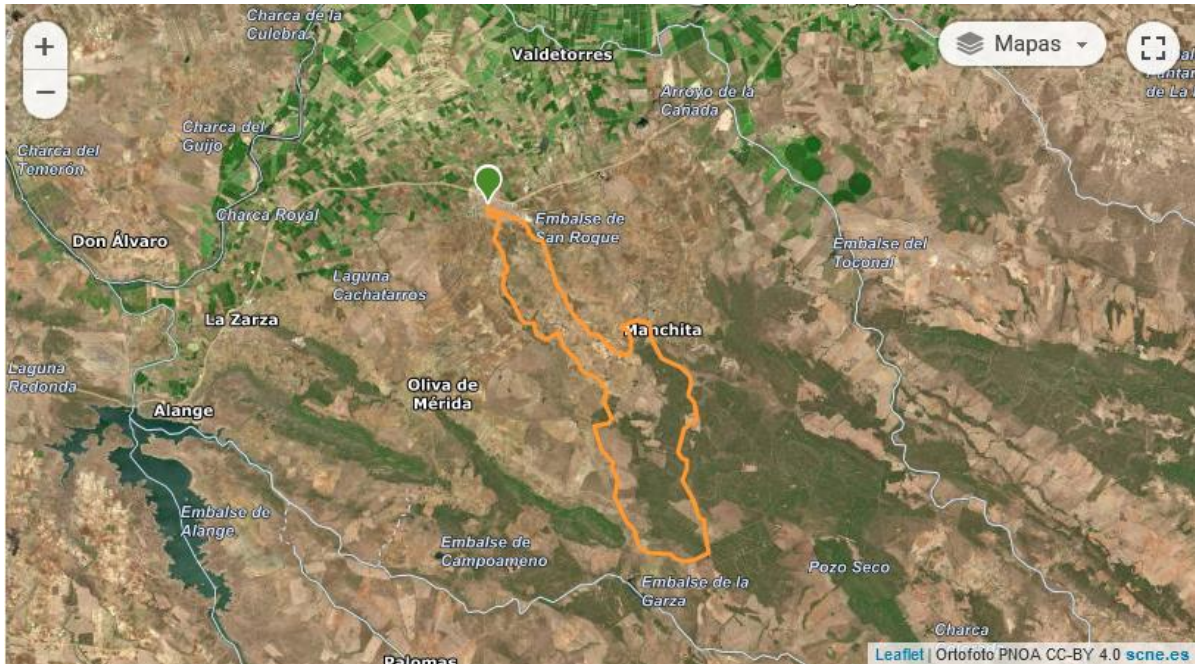 Charca de la
Culebra
Valdetorres
Mapas
+
−
Arroyo de la
Cañada
Charca del
Guijo
Charca del
Temerón
Charca Royal
Embalse de
San Roque
Don Álvaro
Embalse del
Toconal
Laguna
Cachatarros
La Zarza
Manchita
Laguna
Redonda
Oliva de
Mérida
Alange
Embalse de
Alange
Embalse de
Campoameno
Pozo Seco
Embalse de la
Garza
Charca
Palomas
Leaflet | Ortofoto PNOA CC-BY 4.0 scne.es